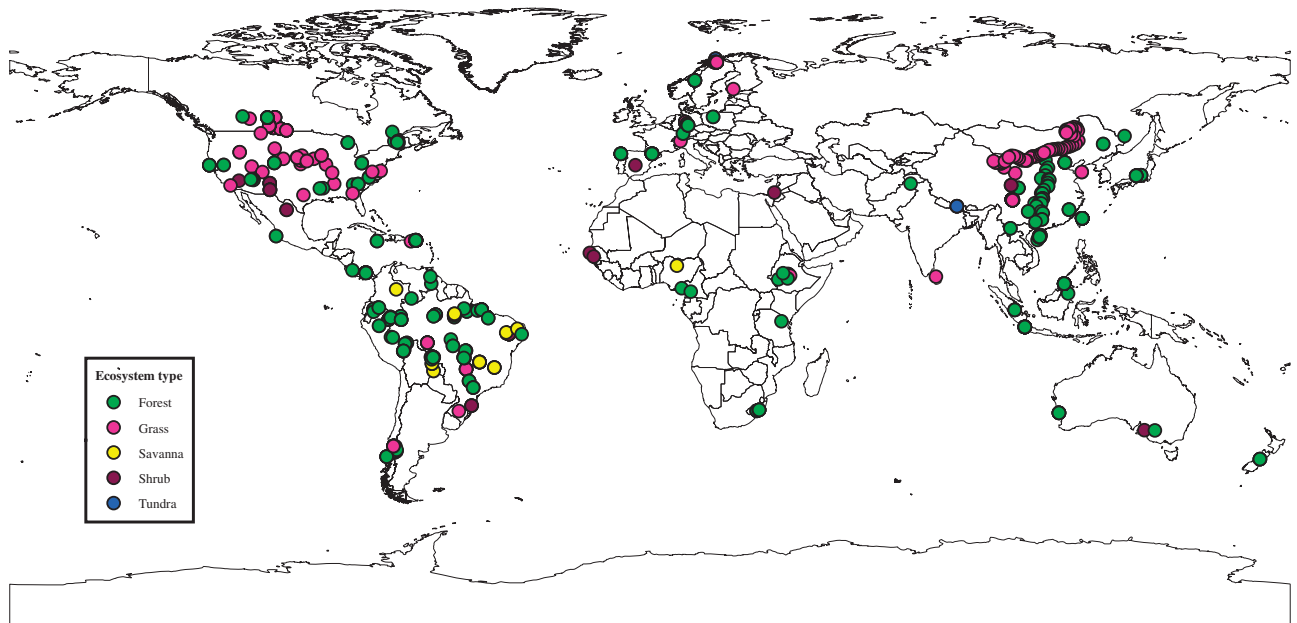 Ecosystem type
Forest
Grass
Savanna
Shrub
Tundra